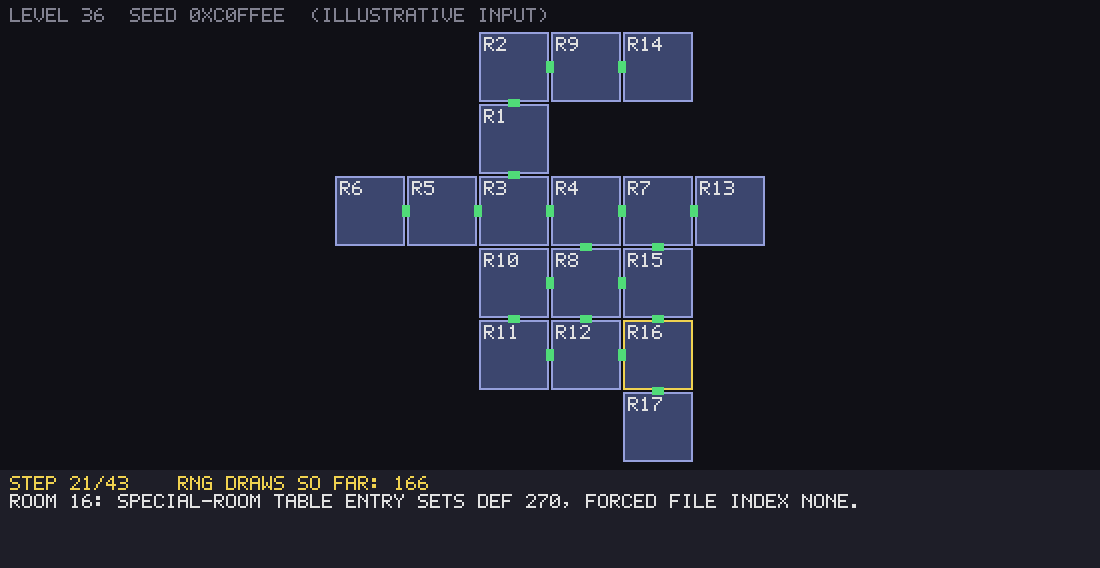 LEVEL 36  SEED 0XC0FFEE  (ILLUSTRATIVE INPUT)
R2 R9 R14
R1
R6 R5 R3 R4 R7 R13
R10 R8 R15
R11 R12 R16
R17
STEP 21/43    RNG DRAWS SO FAR: 166
ROOM 16: SPECIAL-ROOM TABLE ENTRY SETS DEF 270, FORCED FILE INDEX NONE.